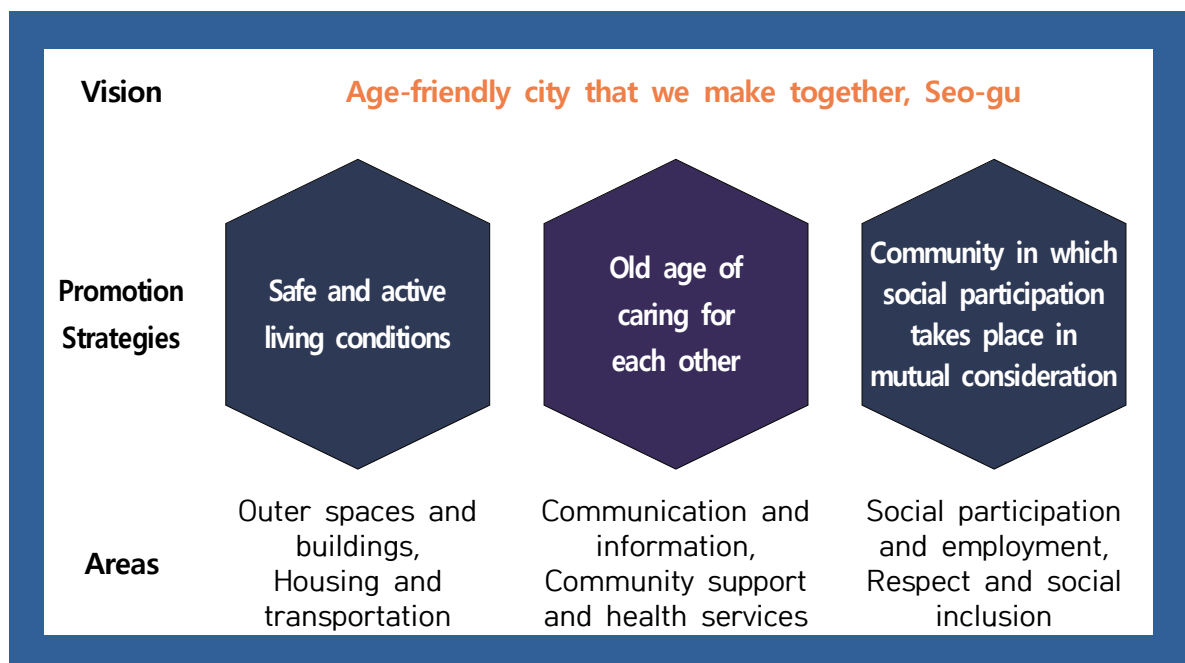 Vision
Age-friendly city that we make together, Seo-gu
Promotion
Strategies
Safe and active
living conditions
Old age of
caring for
each other
Community in which
social participation
takes place in
mutual consideration
Areas
Outer spaces and
buildings,
Housing and
transportation
Communication and
information,
Community support
and health services
Social participation
and employment,
Respect and social
inclusion